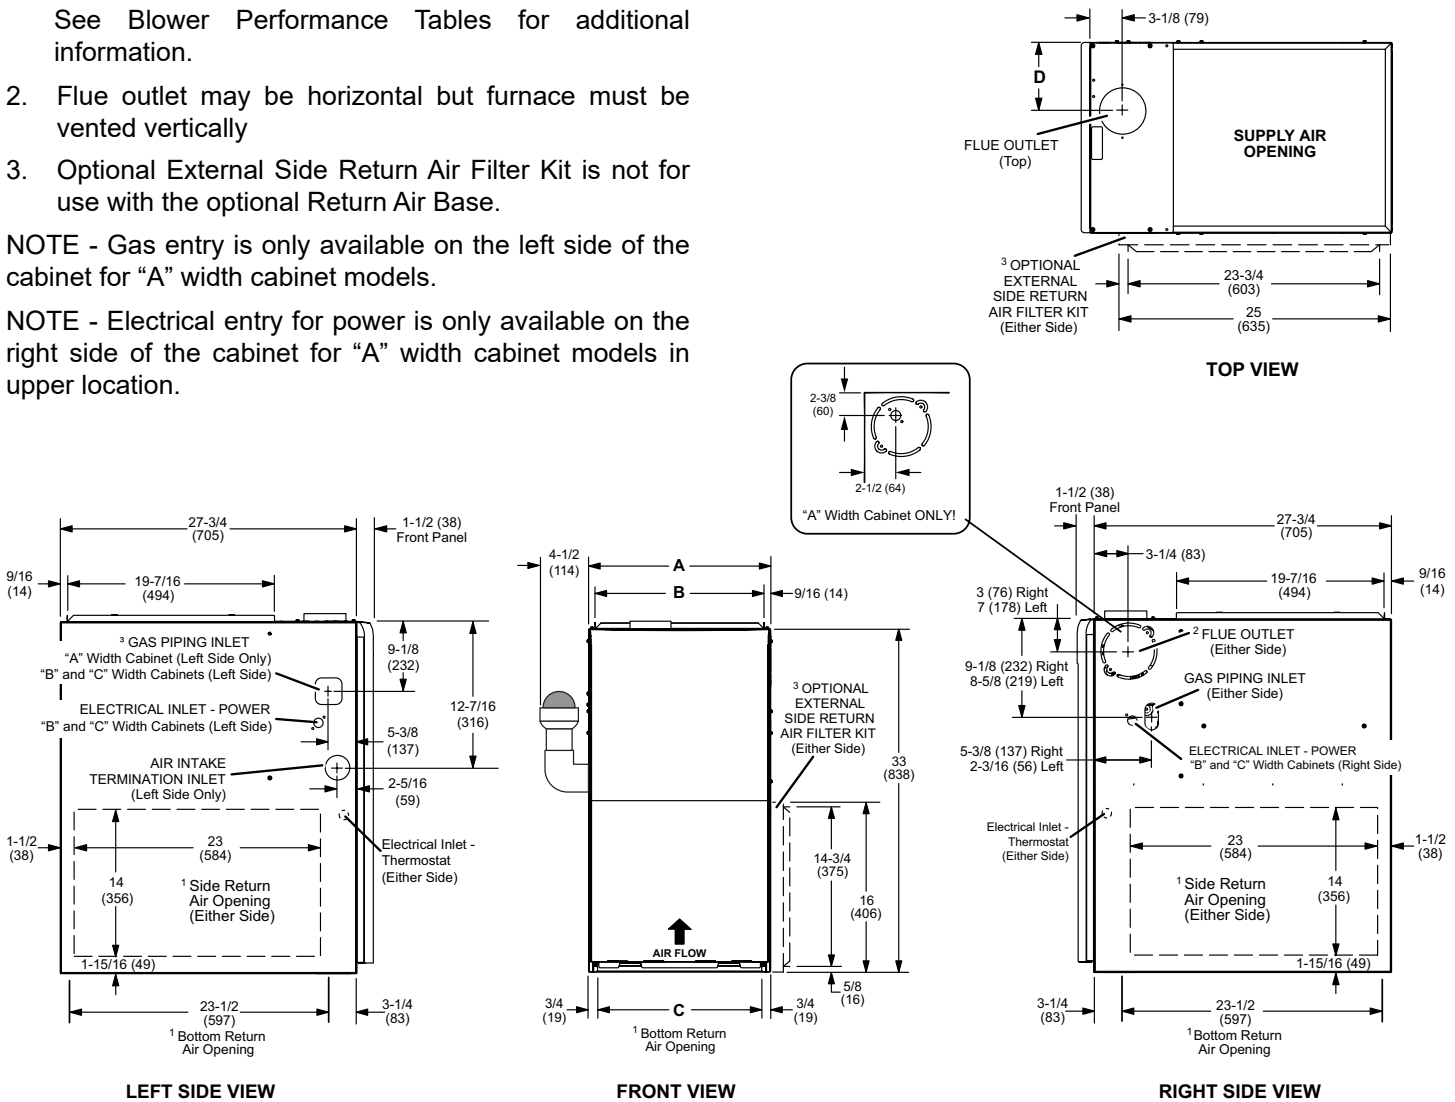 See Blower Performance Tables for additional
information.
2. Flue outlet may be horizontal but furnace must be
vented vertically
3. Optional External Side Return Air Filter Kit is not for
use with the optional Return Air Base.
NOTE - Gas entry is only available on the left side of the
cabinet for “A” width cabinet models.
NOTE - Electrical entry for power is only available on the
right side of the cabinet for “A” width cabinet models in
upper location.
3-1/8 (79)
D
FLUE OUTLET
(Top)
SUPPLY AIR
OPENING
3 OPTIONAL
EXTERNAL
SIDE RETURN
AIR FILTER KIT
(Either Side)
23-3/4
(603)
25
(635)
TOP VIEW
2-3/8
(60)
2-1/2 (64)
“A” Width Cabinet ONLY!
27-3/4
(705)
1-1/2 (38)
Front Panel
9/16
(14)
19-7/16
(494)
3 GAS PIPING INLET
“A” Width Cabinet (Left Side Only)
“B” and “C” Width Cabinets (Left Side)
9-1/8
(232)
ELECTRICAL INLET - POWER
“B” and “C” Width Cabinets (Left Side)
12-7/16
(316)
5-3/8
(137)
AIR INTAKE
TERMINATION INLET
(Left Side Only)
2-5/16
(59)
1-1/2
(38)
23
(584)
14
(356)
1 Side Return
Air Opening
(Either Side)
Electrical Inlet -
Thermostat
(Either Side)
1-15/16 (49)
23-1/2
(597)
3-1/4
(83)
1 Bottom Return
Air Opening
LEFT SIDE VIEW
4-1/2
(114)
A
B
9/16 (14)
3 OPTIONAL
EXTERNAL
SIDE RETURN
AIR FILTER KIT
(Either Side)
33
(838)
14-3/4
(375)
16
(406)
AIR FLOW
5/8
(16)
3/4
(19)
C
3/4
(19)
1 Bottom Return
Air Opening
FRONT VIEW
1-1/2 (38)
Front Panel
27-3/4
(705)
3-1/4 (83)
19-7/16
(494)
9/16
(14)
3 (76) Right
7 (178) Left
2 FLUE OUTLET
(Either Side)
9-1/8 (232) Right
8-5/8 (219) Left
GAS PIPING INLET
(Either Side)
5-3/8 (137) Right
2-3/16 (56) Left
ELECTRICAL INLET - POWER
“B” and “C” Width Cabinets (Right Side)
Electrical Inlet -
Thermostat
(Either Side)
23
(584)
1-1/2
(38)
1 Side Return
Air Opening
(Either Side)
14
(356)
1-15/16 (49)
3-1/4
(83)
23-1/2
(597)
1 Bottom Return
Air Opening
RIGHT SIDE VIEW